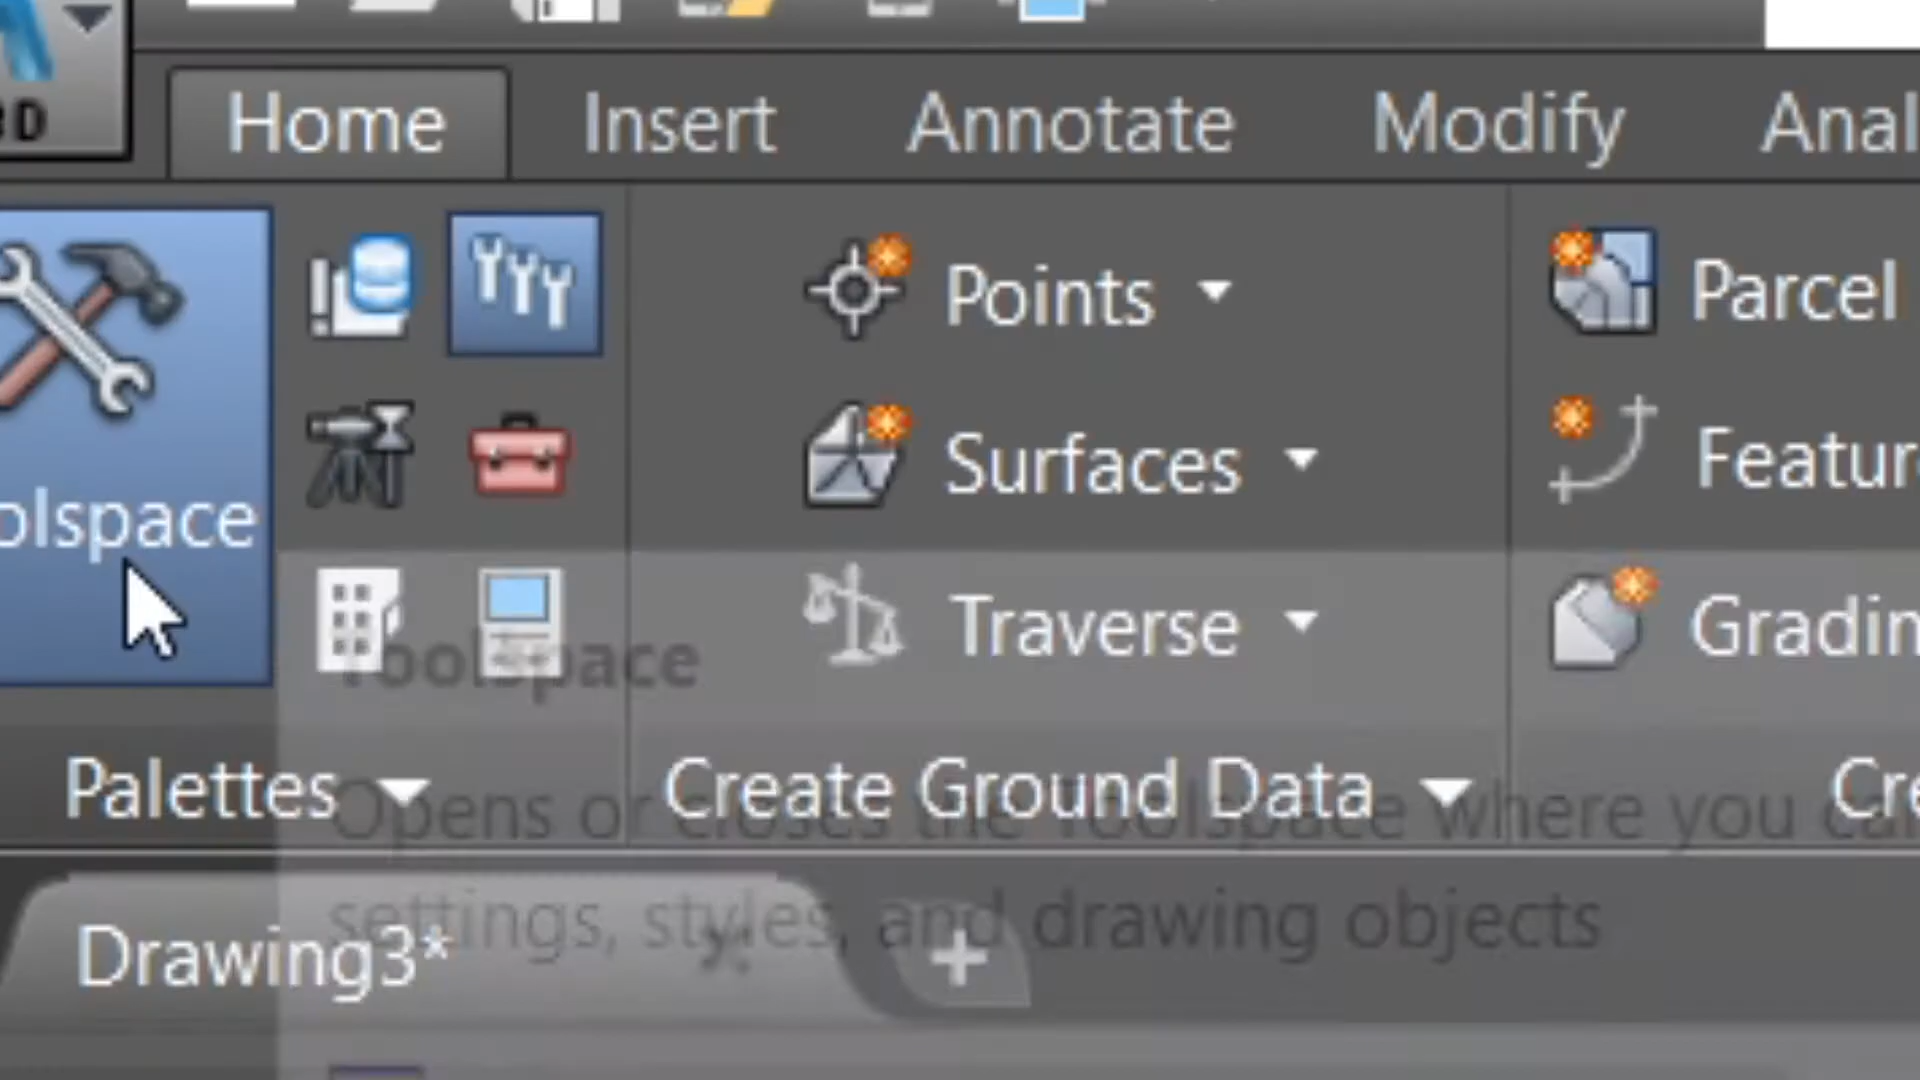 3D
Home Insert Annotate Modify Anal
Points Parcel
Surfaces Featur
olspace
Traverse Gradin
Toolspace
Palettes Create Ground Data Cre
Opens or closes the Toolspace where you can
settings, styles, and drawing objects
Drawing3* +